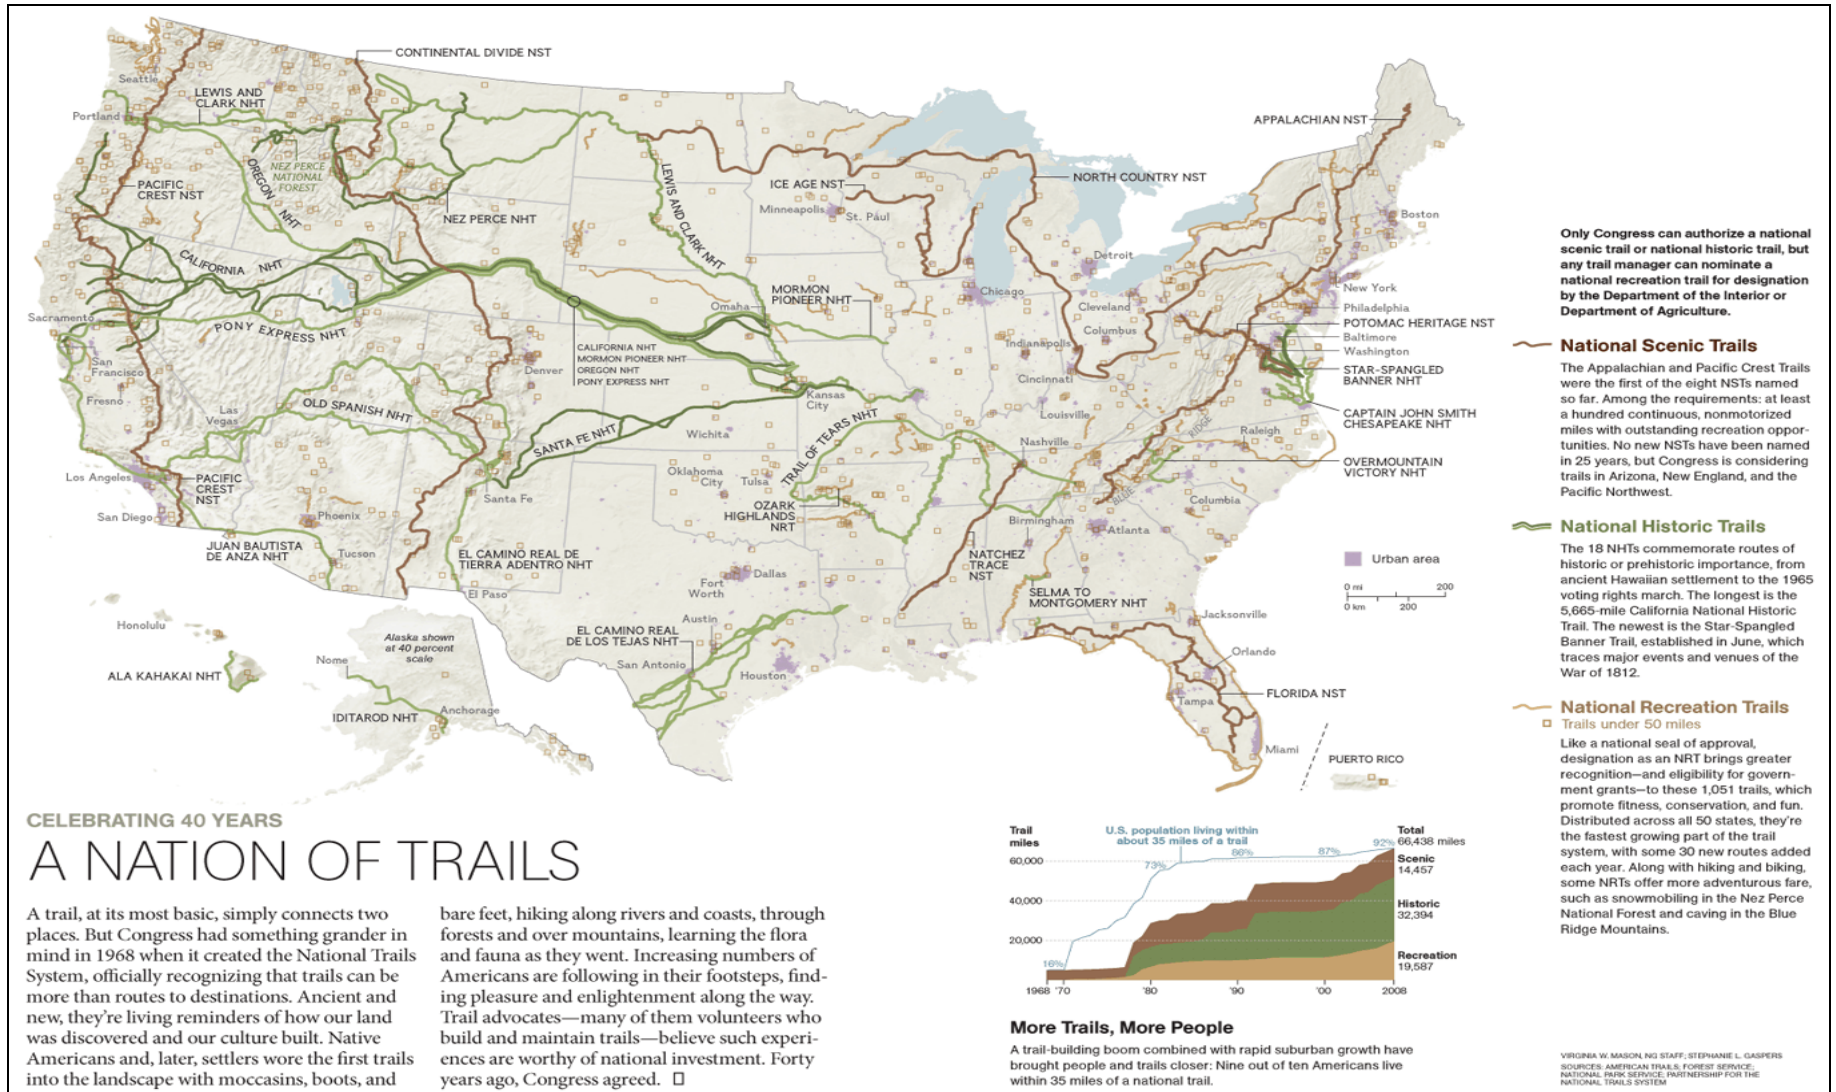 CONTINENTAL DIVIDE NST
Seattle
LEWIS AND
CLARK NHT
Portland
APPALACHIAN NST
NEZ PERCE
NATIONAL
FOREST
OREGON NHT
PACIFIC
CREST NST
NEZ PERCE NHT
LEWIS AND CLARK NHT
ICE AGE NST
NORTH COUNTRY NST
Minneapolis
St. Paul
Boston
Detroit
CALIFORNIA NHT
MORMON
PIONEER NHT
Omaha
Chicago
Cleveland
New York
Philadelphia
Sacramento
PONY EXPRESS NHT
Columbus
POTOMAC HERITAGE NST
Baltimore
Washington
Indianapolis
CALIFORNIA NHT
MORMON PIONEER NHT
OREGON NHT
PONY EXPRESS NHT
San
Francisco
Denver
Cincinnati
STAR-SPANGLED
BANNER NHT
Fresno
Las
Vegas
OLD SPANISH NHT
Kansas
City
Louisville
CAPTAIN JOHN SMITH
CHESAPEAKE NHT
SANTA FE NHT
Wichita
TRAIL OF TEARS NHT
Nashville
BLUE RIDGE
Raleigh
OVERMOUNTAIN
VICTORY NHT
Los Angeles
PACIFIC
CREST
NST
Santa Fe
Oklahoma
City
Tulsa
OZARK
HIGHLANDS
NRT
Columbia
San Diego
Phoenix
Birmingham
Atlanta
JUAN BAUTISTA
DE ANZA NHT
Tucson
EL CAMINO REAL DE
TIERRA ADENTRO NHT
El Paso
Fort
Worth
Dallas
NATCHEZ
TRACE
NST
SELMA TO
MONTGOMERY NHT
Jacksonville
Honolulu
ALA KAHAKAI NHT
Alaska shown
at 40 percent
scale
Nome
IDITAROD NHT
Anchorage
Austin
EL CAMINO REAL
DE LOS TEJAS NHT
San Antonio
Houston
Orlando
FLORIDA NST
Tampa
Miami
PUERTO RICO
Urban area
0 mi 200
0 km 200
Only Congress can authorize a national
scenic trail or national historic trail, but
any trail manager can nominate a
national recreation trail for designation
by the Department of the Interior or
Department of Agriculture.
National Scenic Trails
The Appalachian and Pacific Crest Trails
were the first of the eight NSTs named
so far. Among the requirements: at least
a hundred continuous, nonmotorized
miles with outstanding recreation oppor-
tunities. No new NSTs have been named
in 25 years, but Congress is considering
trails in Arizona, New England, and the
Pacific Northwest.
National Historic Trails
The 18 NHTs commemorate routes of
historic or prehistoric importance, from
ancient Hawaiian settlement to the 1965
voting rights march. The longest is the
5,665-mile California National Historic
Trail. The newest is the Star-Spangled
Banner Trail, established in June, which
traces major events and venues of the
War of 1812.
National Recreation Trails
Trails under 50 miles
Like a national seal of approval,
designation as an NRT brings greater
recognition—and eligibility for govern-
ment grants—to these 1,051 trails, which
promote fitness, conservation, and fun.
Distributed across all 50 states, they're
the fastest growing part of the trail
system, with some 30 new routes added
each year. Along with hiking and biking,
some NRTs offer more adventurous fare,
such as snowmobiling in the Nez Perce
National Forest and caving in the Blue
Ridge Mountains.
CELEBRATING 40 YEARS
A NATION OF TRAILS
A trail, at its most basic, simply connects two
places. But Congress had something grander in
mind in 1968 when it created the National Trails
System, officially recognizing that trails can be
more than routes to destinations. Ancient and
new, they're living reminders of how our land
was discovered and our culture built. Native
Americans and, later, settlers wore the first trails
into the landscape with moccasins, boots, and
bare feet, hiking along rivers and coasts, through
forests and over mountains, learning the flora
and fauna as they went. Increasing numbers of
Americans are following in their footsteps, find-
ing pleasure and enlightenment along the way.
Trail advocates—many of them volunteers who
build and maintain trails—believe such experi-
ences are worthy of national investment. Forty
years ago, Congress agreed.
Trail
miles
U.S. population living within
about 35 miles of a trail
60,000
40,000
20,000
16%
73%
86%
87%
92%
Total
66,438 miles
Scenic
14,457
Historic
32,394
Recreation
19,587
1968 '70 '80 '90 '00 2008
More Trails, More People
A trail-building boom combined with rapid suburban growth have
brought people and trails closer: Nine out of ten Americans live
within 35 miles of a national trail.
VIRGINIA W. MASON, NG STAFF; STEPHANIE L. GASPERS
SOURCES: AMERICAN TRAILS; FOREST SERVICE;
NATIONAL PARK SERVICE; PARTNERSHIP FOR THE
NATIONAL TRAILS SYSTEM